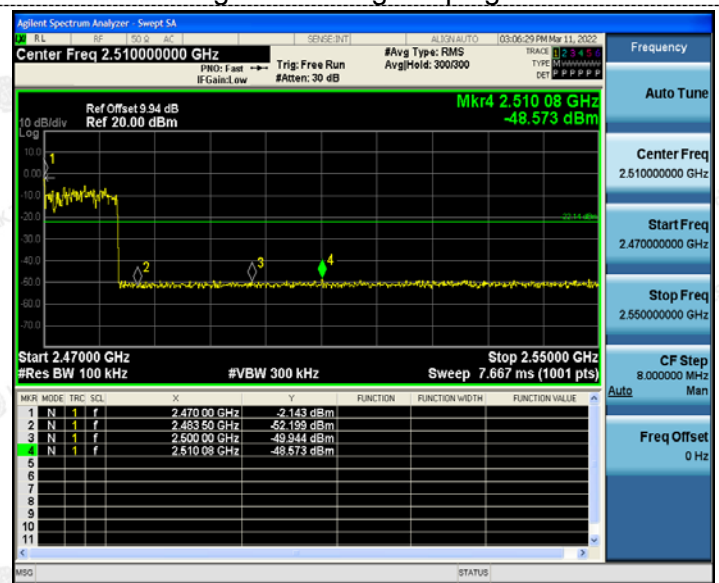 Agilent Spectrum Analyzer - Swept SA
RL RF 50 Ω AC SENSE:INT ALIGN AUTO 03:06:29 PM Mar 11, 2022
Center Freq 2.510000000 GHz
PNO: Fast
IFGain:Low
Trig: Free Run
#Atten: 30 dB
#Avg Type: RMS
Avg|Hold: 300/300
TRACE 1 2 3 4 5 6
TYPE M
DET P P P P P P
Ref Offset 9.94 dB
10 dB/div Ref 20.00 dBm
Log
Mkr4 2.510 08 GHz
-48.573 dBm
10.0
0.00
-10.0
-20.0
-30.0
-40.0
-50.0
-60.0
-70.0
1
2
3
4
-22.14 dBm
Start 2.47000 GHz Stop 2.55000 GHz
#Res BW 100 kHz #VBW 300 kHz Sweep 7.667 ms (1001 pts)
MKR MODE TRC SCL X Y FUNCTION FUNCTION WIDTH FUNCTION VALUE
1 N 1 f 2.470 00 GHz -2.143 dBm
2 N 1 f 2.483 50 GHz -52.199 dBm
3 N 1 f 2.500 00 GHz -49.944 dBm
4 N 1 f 2.510 08 GHz -48.573 dBm
5
6
7
8
9
10
11
MSG STATUS
Frequency
Auto Tune
Center Freq
2.510000000 GHz
Start Freq
2.470000000 GHz
Stop Freq
2.550000000 GHz
CF Step
8.000000 MHz
Auto Man
Freq Offset
0 Hz